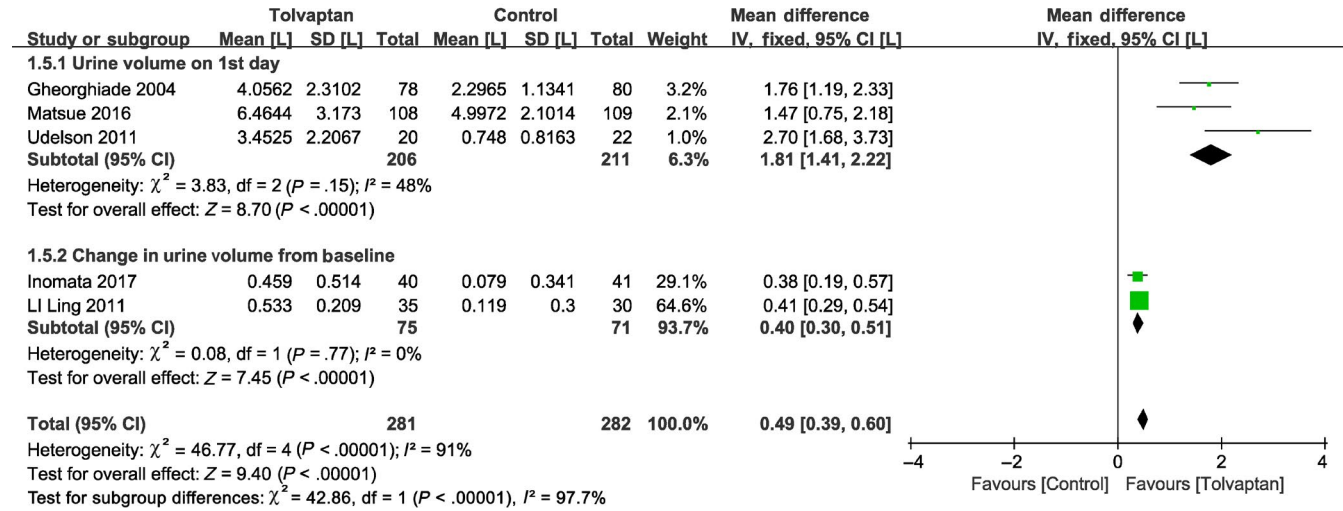 Tolvaptan Control Mean difference Mean difference
Study or subgroup Mean [L] SD [L] Total Mean [L] SD [L] Total Weight IV, fixed, 95% CI [L] IV, fixed, 95% CI [L]
1.5.1 Urine volume on 1st day
Gheorghiade 2004 4.0562 2.3102 78 2.2965 1.1341 80 3.2% 1.76 [1.19, 2.33]
Matsue 2016 6.4644 3.173 108 4.9972 2.1014 109 2.1% 1.47 [0.75, 2.18]
Udelson 2011 3.4525 2.2067 20 0.748 0.8163 22 1.0% 2.70 [1.68, 3.73]
Subtotal (95% CI) 206 211 6.3% 1.81 [1.41, 2.22]
Heterogeneity: χ² = 3.83, df = 2 (P = .15); I² = 48%
Test for overall effect: Z = 8.70 (P < .00001)
1.5.2 Change in urine volume from baseline
Inomata 2017 0.459 0.514 40 0.079 0.341 41 29.1% 0.38 [0.19, 0.57]
LI Ling 2011 0.533 0.209 35 0.119 0.3 30 64.6% 0.41 [0.29, 0.54]
Subtotal (95% CI) 75 71 93.7% 0.40 [0.30, 0.51]
Heterogeneity: χ² = 0.08, df = 1 (P = .77); I² = 0%
Test for overall effect: Z = 7.45 (P < .00001)
Total (95% CI) 281 282 100.0% 0.49 [0.39, 0.60]
Heterogeneity: χ² = 46.77, df = 4 (P < .00001); I² = 91%
Test for overall effect: Z = 9.40 (P < .00001)
Test for subgroup differences: χ² = 42.86, df = 1 (P < .00001), I² = 97.7%
−4 −2 0 2 4
Favours [Control] Favours [Tolvaptan]